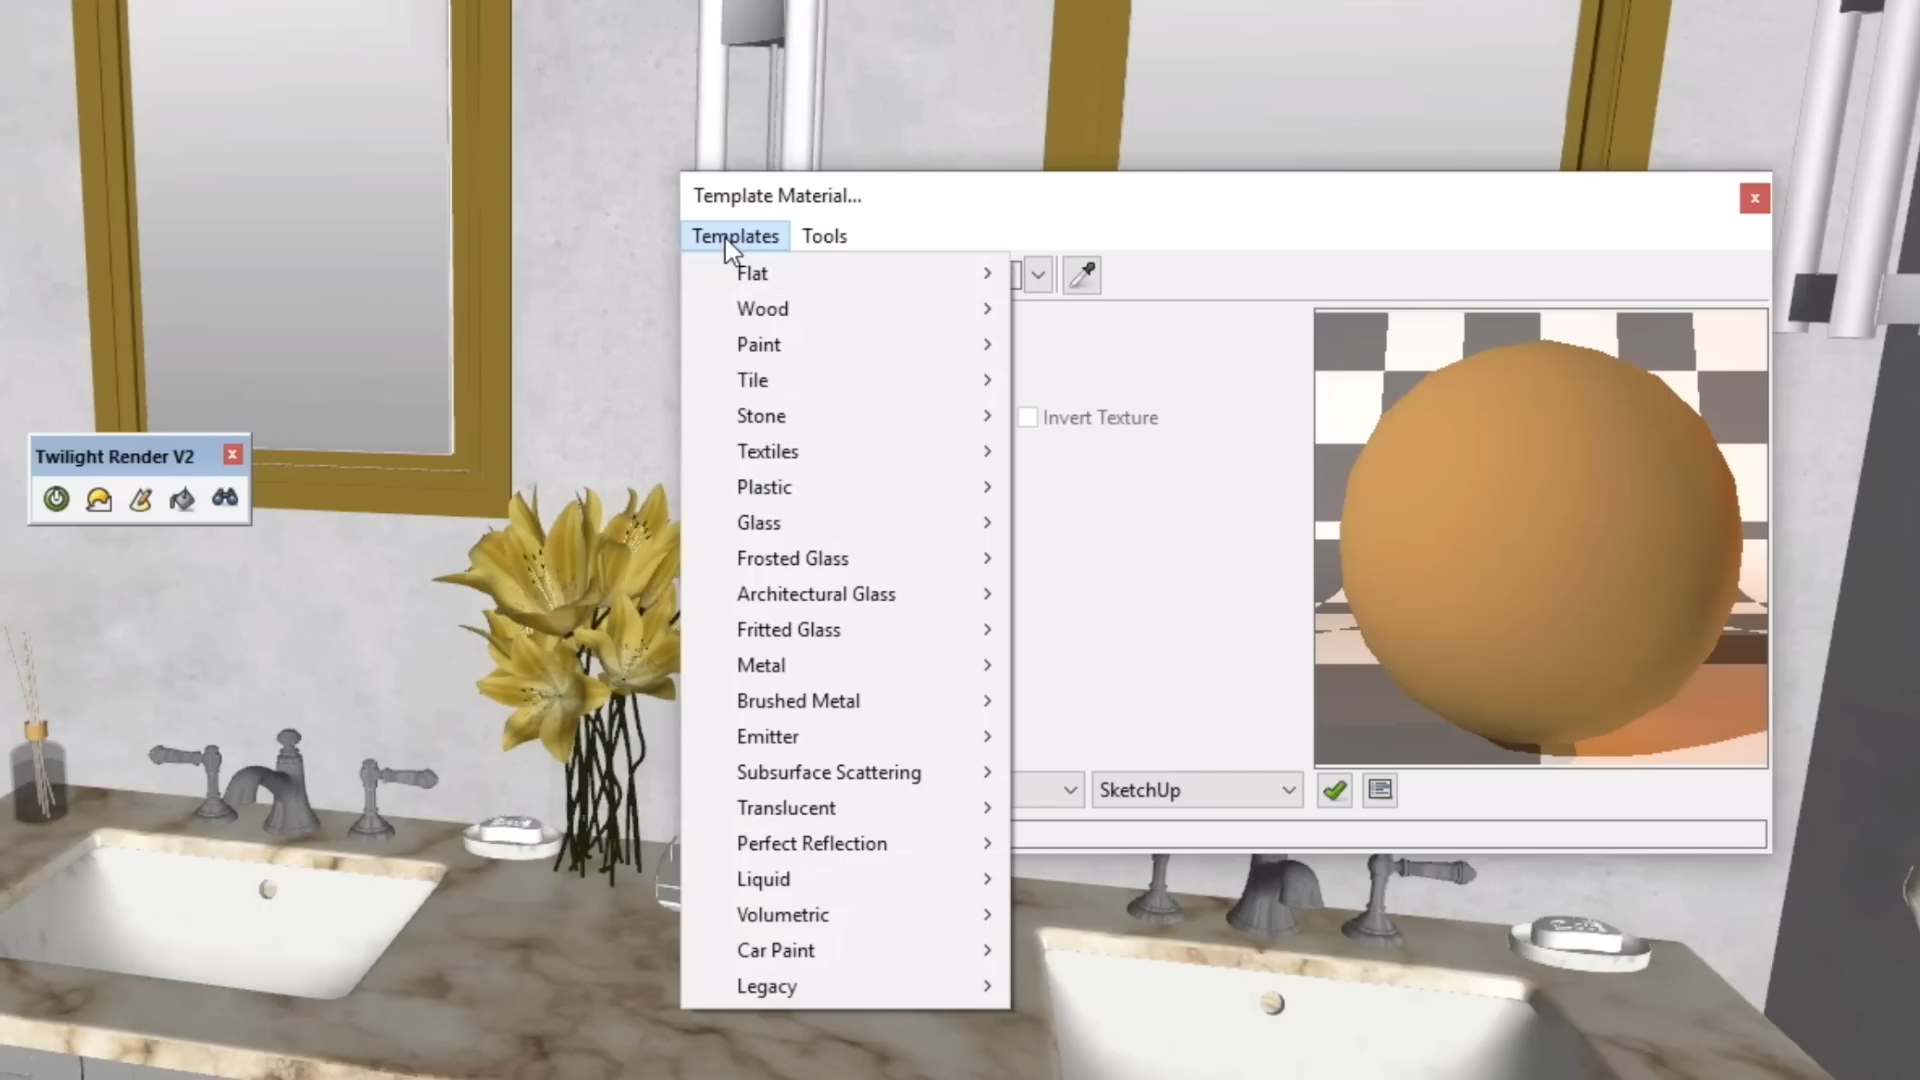 Template Material...
Templates Tools
Flat
Wood
Paint
Tile
Stone
Invert Texture
Textiles
Twilight Render V2
Plastic
Glass
Frosted Glass
Architectural Glass
Fritted Glass
Metal
Brushed Metal
Emitter
Subsurface Scattering
SketchUp
Translucent
Perfect Reflection
Liquid
Volumetric
Car Paint
Legacy